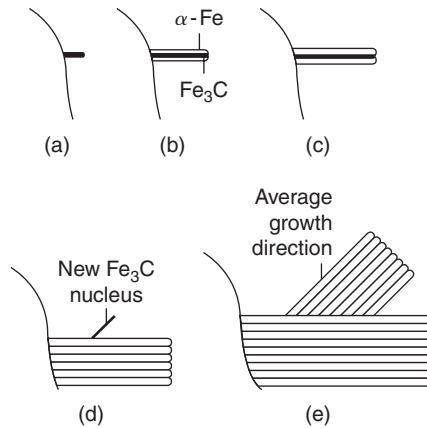 α-Fe
Fe₃C
(a)
(b)
(c)
New Fe₃C
nucleus
Average
growth
direction
(d)
(e)